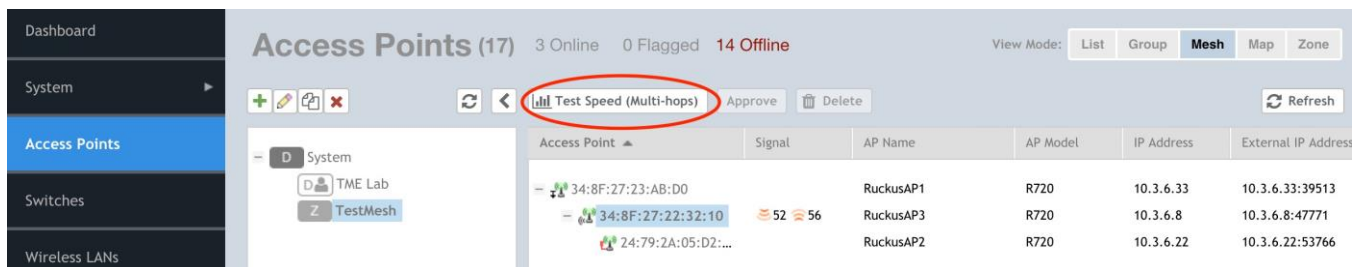 Dashboard
System
Access Points
Switches
Wireless LANs
Access Points (17) 3 Online 0 Flagged 14 Offline
View Mode: List Group Mesh Map Zone
Test Speed (Multi-hops) Approve Delete Refresh
D System
D TME Lab
Z TestMesh
Access Point Signal AP Name AP Model IP Address External IP Address
34:8F:27:23:AB:D0 RuckusAP1 R720 10.3.6.33 10.3.6.33:39513
34:8F:27:22:32:10 52 56 RuckusAP3 R720 10.3.6.8 10.3.6.8:47771
24:79:2A:05:D2:... RuckusAP2 R720 10.3.6.22 10.3.6.22:53766